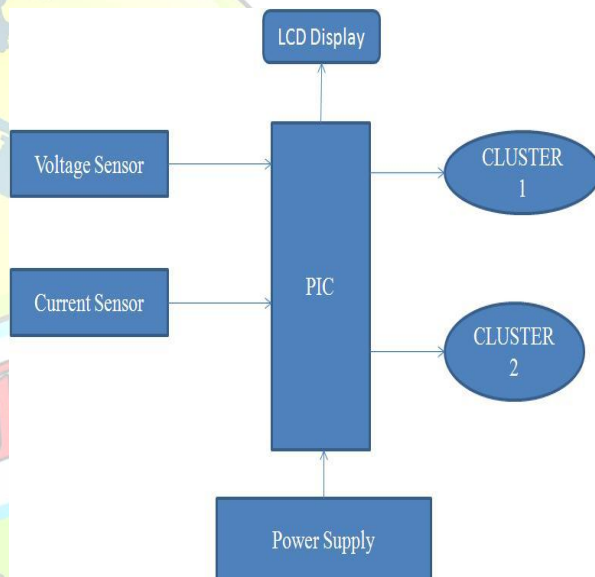 LCD Display
Voltage Sensor
CLUSTER
1
PIC
Current Sensor
CLUSTER
2
Power Supply